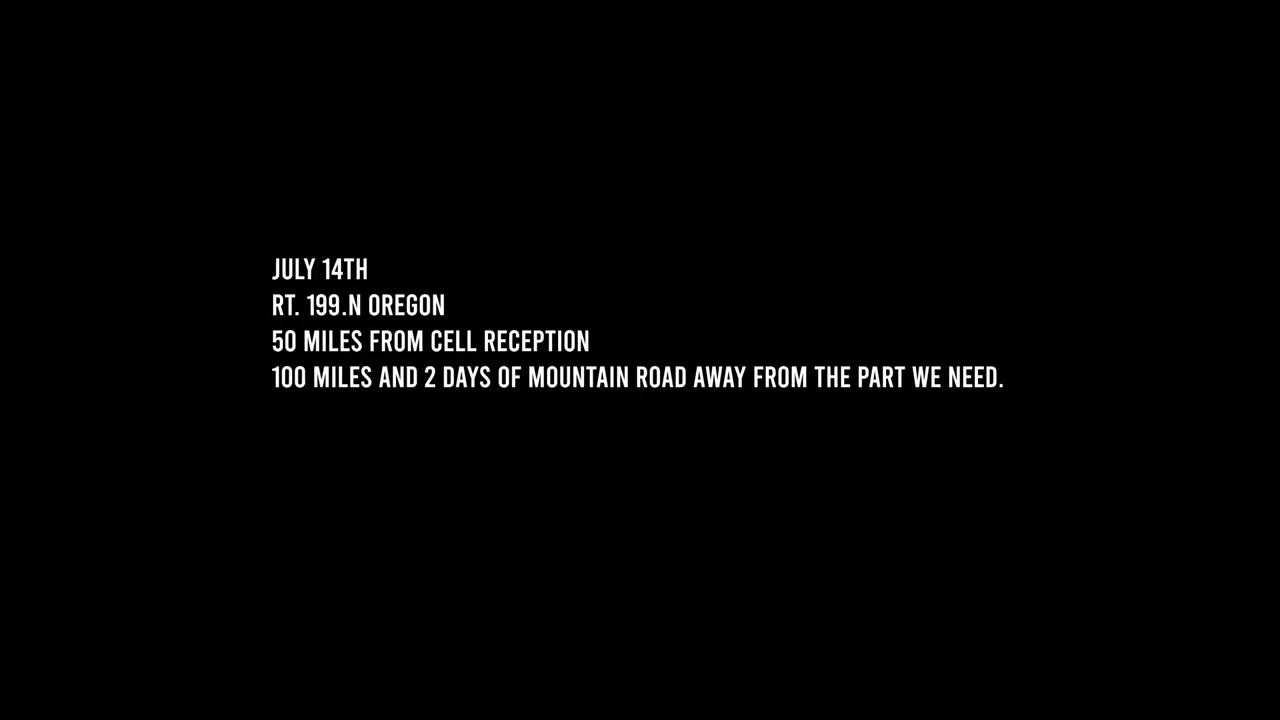 JULY 14TH
RT. 199.N OREGON
50 MILES FROM CELL RECEPTION
100 MILES AND 2 DAYS OF MOUNTAIN ROAD AWAY FROM THE PART WE NEED.